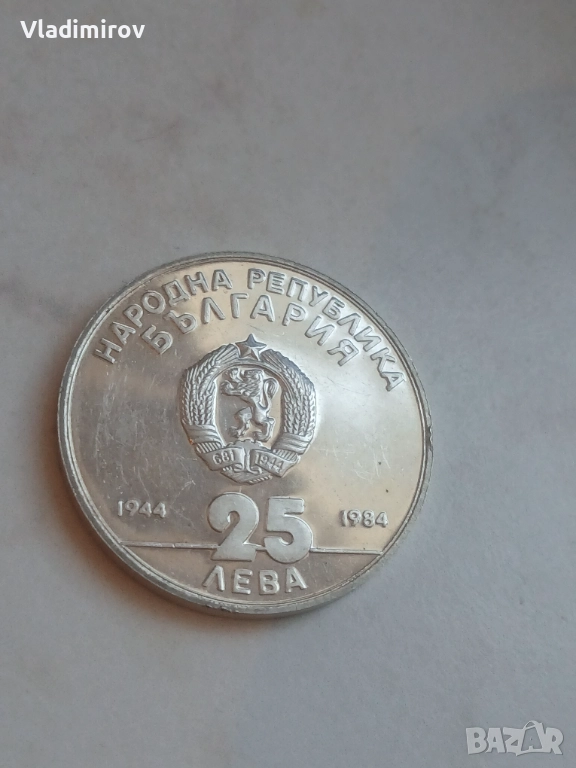 Vladimirov
НАРОДНА РЕПУБЛИКА
БЪЛГАРИЯ
681 1944
1944 25 1984
ЛЕВА
BAZAR